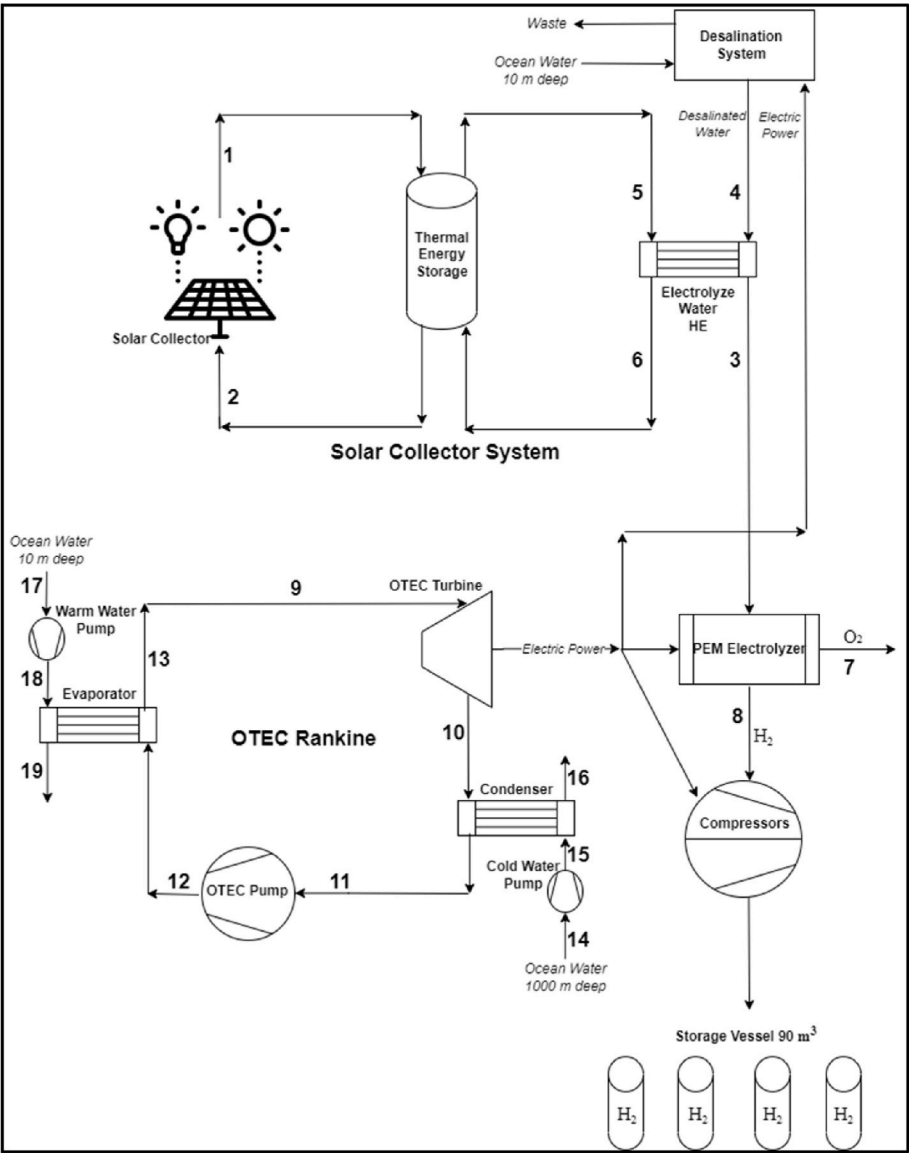 Waste
Desalination
System
Ocean Water
10 m deep
Desalinated
Water
Electric
Power
1
5
4
Thermal
Energy
Storage
Electrolyze
Water
HE
Solar Collector
6
3
2
Solar Collector System
Ocean Water
10 m deep
17
9
OTEC Turbine
Warm Water
Pump
13
Electric Power
PEM Electrolyzer
O2
7
18
Evaporator
10
8
H2
OTEC Rankine
19
16
Condenser
Compressors
15
Cold Water
Pump
12
OTEC Pump
11
14
Ocean Water
1000 m deep
Storage Vessel 90 m3
H2
H2
H2
H2